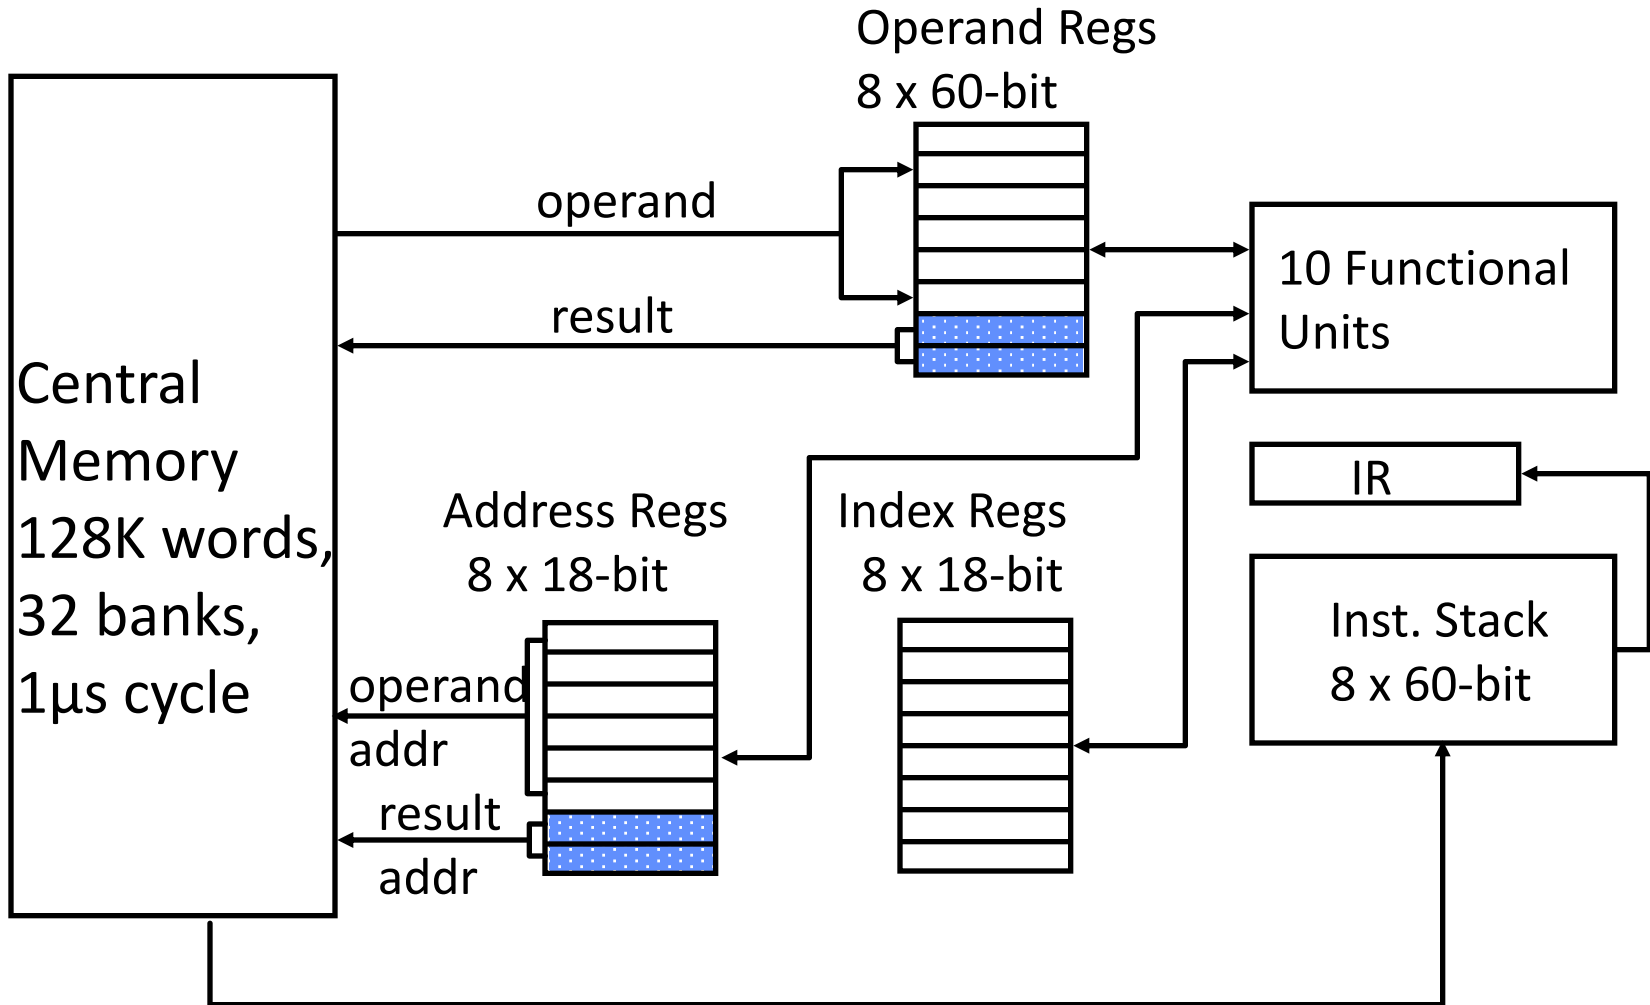 Operand Regs
8 x 60-bit
operand
result
10 Functional
Units
Central
Memory
128K words,
32 banks,
1μs cycle
IR
Address Regs
8 x 18-bit
Index Regs
8 x 18-bit
Inst. Stack
8 x 60-bit
operand
addr
result
addr